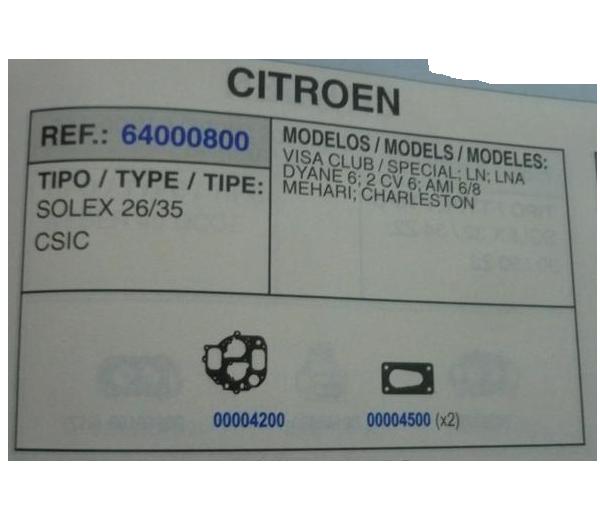 CITROEN
REF.: 64000800
TIPO / TYPE / TIPE:
SOLEX 26/35
CSIC
MODELOS / MODELS / MODELES:
VISA CLUB / SPECIAL; LN; LNA
DYANE 6; 2 CV 6; AMI 6/8
MEHARI; CHARLESTON
00004200
00004500 (x2)